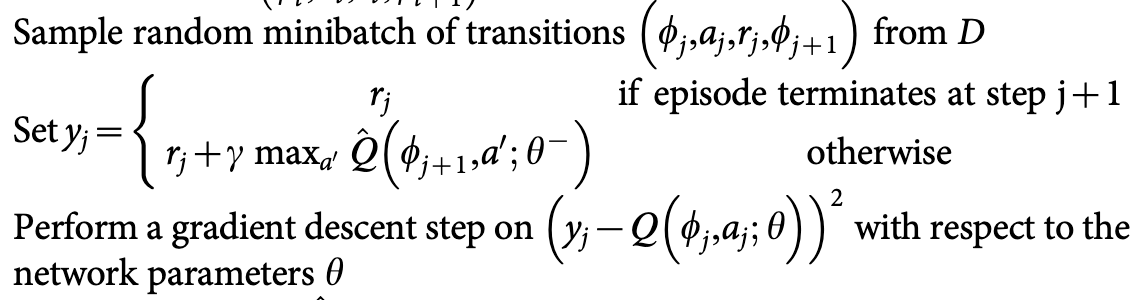 Sample random minibatch of transitions (ϕ_j,a_j,r_j,ϕ_{j+1}) from D
Set y_j = { r_j if episode terminates at step j+1
r_j + γ max_{a′} Q̂(ϕ_{j+1},a′; θ⁻) otherwise
Perform a gradient descent step on (y_j − Q(ϕ_j,a_j; θ))² with respect to the
network parameters θ